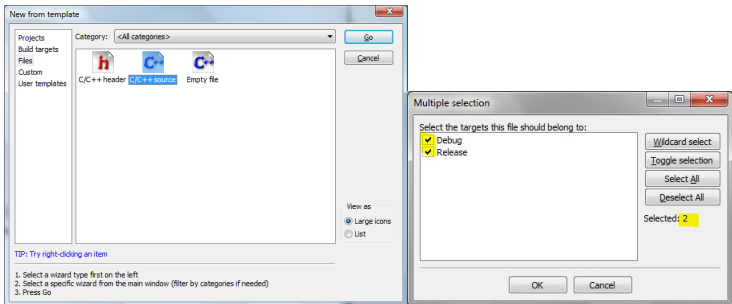 New from template
Projects
Build targets
Files
Custom
User templates
Category: <All categories>
C/C++ header
C/C++ source
Empty file
Go
Cancel
View as
Large icons
List
TIP: Try right-clicking an item
1. Select a wizard type first on the left
2. Select a specific wizard from the main window (filter by categories if needed)
3. Press Go
Multiple selection
Select the targets this file should belong to:
Debug
Release
Wildcard select
Toggle selection
Select All
Deselect All
Selected: 2
OK
Cancel